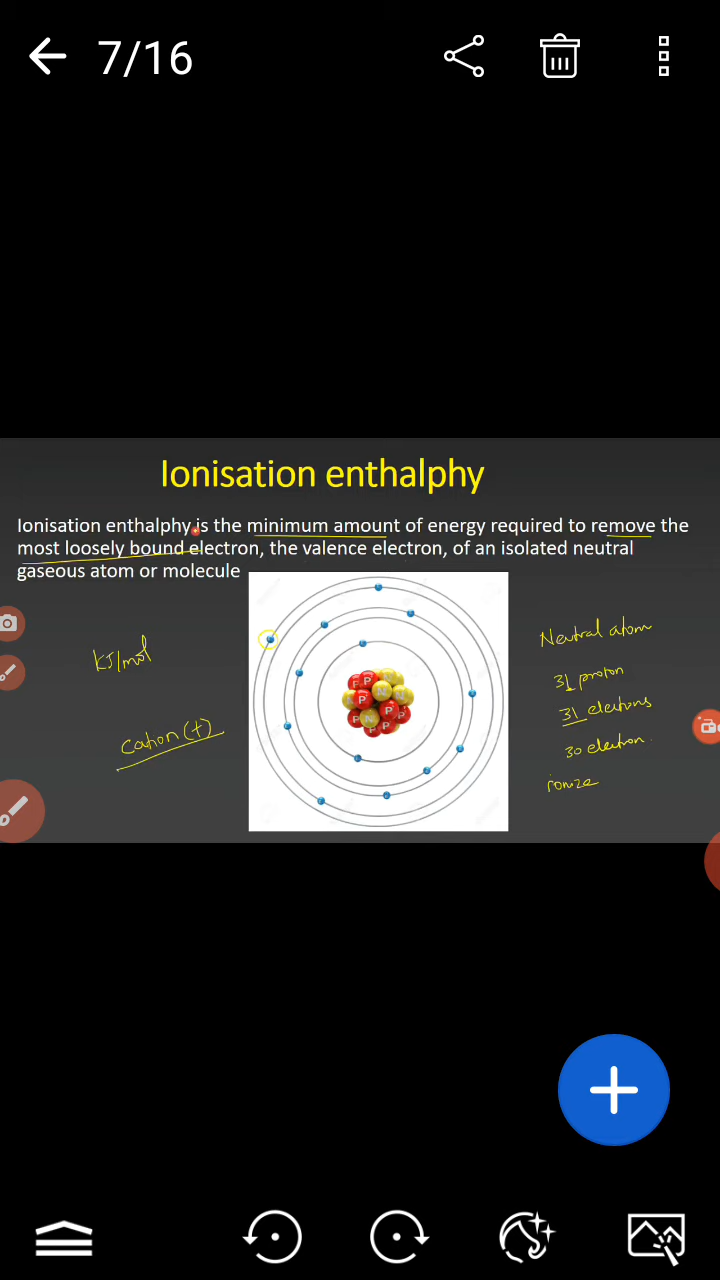 7/16
Ionisation enthalphy
Ionisation enthalphy is the minimum amount of energy required to remove the
most loosely bound electron, the valence electron, of an isolated neutral
gaseous atom or molecule
KJ/mol
Cation (+)
P P N
N P N N
P N P P
P P
Neutral atom
31 proton
31 electrons
30 electron.
ionize